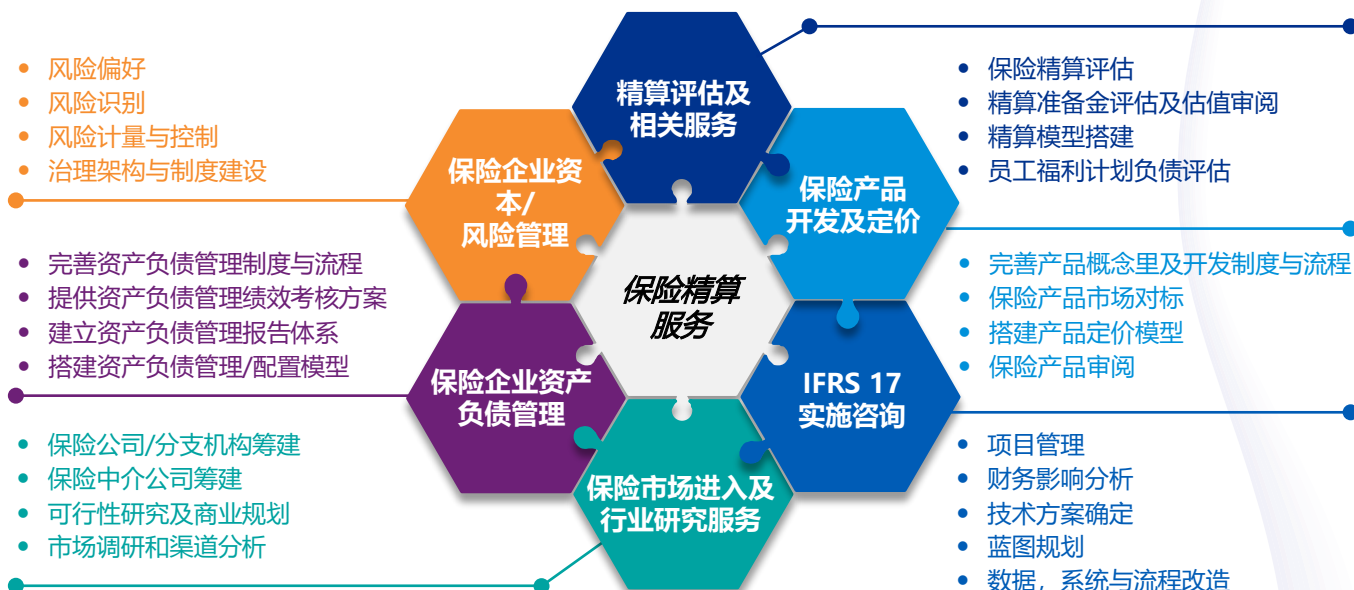 精算评估及
相关服务
保险企业资
本/
风险管理
保险产品
开发及定价
保险精算
服务
保险企业资产
负债管理
IFRS 17
实施咨询
保险市场进入及
行业研究服务
风险偏好
风险识别
风险计量与控制
治理架构与制度建设
完善资产负债管理制度与流程
提供资产负债管理绩效考核方案
建立资产负债管理报告体系
搭建资产负债管理/配置模型
保险公司/分支机构筹建
保险中介公司筹建
可行性研究及商业规划
市场调研和渠道分析
保险精算评估
精算准备金评估及估值审阅
精算模型搭建
员工福利计划负债评估
完善产品概念里及开发制度与流程
保险产品市场对标
搭建产品定价模型
保险产品审阅
项目管理
财务影响分析
技术方案确定
蓝图规划
数据，系统与流程改造